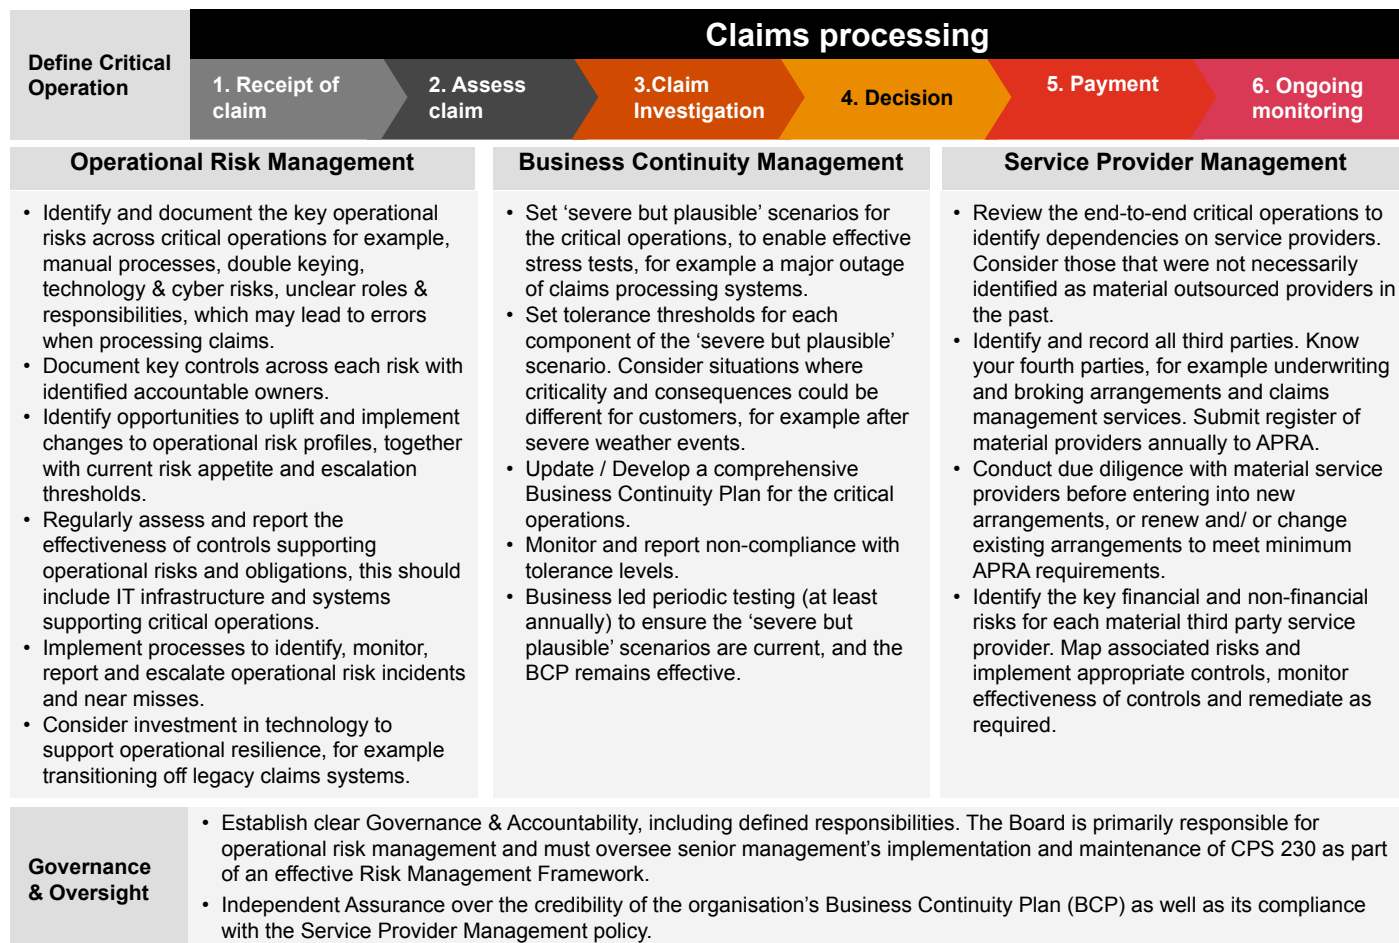 Define Critical
Operation
Claims processing
1. Receipt of
claim
2. Assess
claim
3.Claim
Investigation
4. Decision
5. Payment
6. Ongoing
monitoring
Operational Risk Management
• Identify and document the key operational
risks across critical operations for example,
manual processes, double keying,
technology & cyber risks, unclear roles &
responsibilities, which may lead to errors
when processing claims.
• Document key controls across each risk with
identified accountable owners.
• Identify opportunities to uplift and implement
changes to operational risk profiles, together
with current risk appetite and escalation
thresholds.
• Regularly assess and report the
effectiveness of controls supporting
operational risks and obligations, this should
include IT infrastructure and systems
supporting critical operations.
• Implement processes to identify, monitor,
report and escalate operational risk incidents
and near misses.
• Consider investment in technology to
support operational resilience, for example
transitioning off legacy claims systems.
Business Continuity Management
• Set ‘severe but plausible’ scenarios for
the critical operations, to enable effective
stress tests, for example a major outage
of claims processing systems.
• Set tolerance thresholds for each
component of the ‘severe but plausible’
scenario. Consider situations where
criticality and consequences could be
different for customers, for example after
severe weather events.
• Update / Develop a comprehensive
Business Continuity Plan for the critical
operations.
• Monitor and report non-compliance with
tolerance levels.
• Business led periodic testing (at least
annually) to ensure the ‘severe but
plausible’ scenarios are current, and the
BCP remains effective.
Service Provider Management
• Review the end-to-end critical operations to
identify dependencies on service providers.
Consider those that were not necessarily
identified as material outsourced providers in
the past.
• Identify and record all third parties. Know
your fourth parties, for example underwriting
and broking arrangements and claims
management services. Submit register of
material providers annually to APRA.
• Conduct due diligence with material service
providers before entering into new
arrangements, or renew and/ or change
existing arrangements to meet minimum
APRA requirements.
• Identify the key financial and non-financial
risks for each material third party service
provider. Map associated risks and
implement appropriate controls, monitor
effectiveness of controls and remediate as
required.
Governance
& Oversight
• Establish clear Governance & Accountability, including defined responsibilities. The Board is primarily responsible for
operational risk management and must oversee senior management’s implementation and maintenance of CPS 230 as part
of an effective Risk Management Framework.
• Independent Assurance over the credibility of the organisation’s Business Continuity Plan (BCP) as well as its compliance
with the Service Provider Management policy.